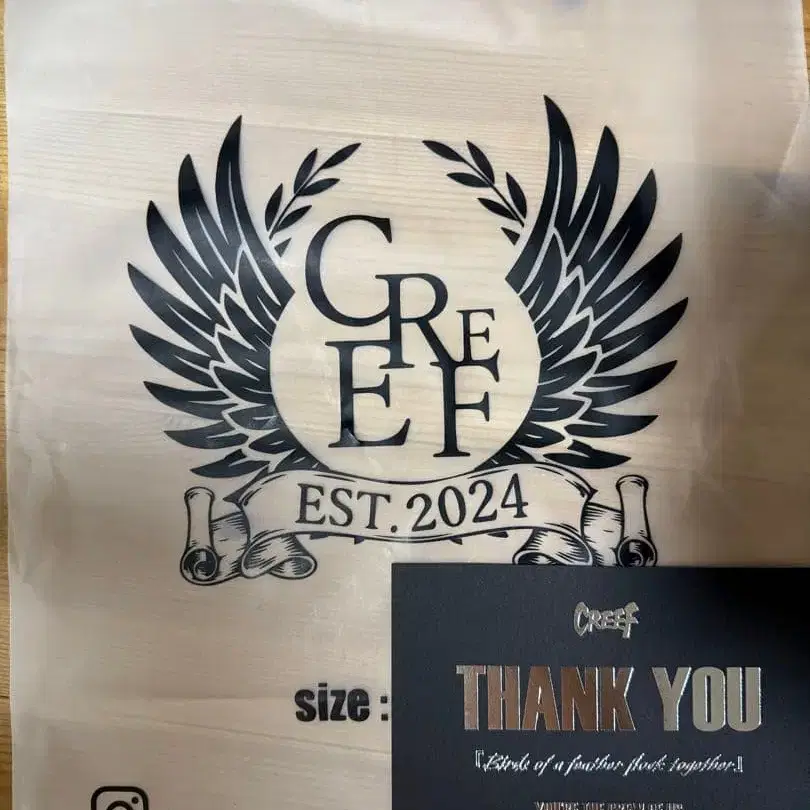 CREEF
EST.2024
size :
CREEF
THANK YOU
『Birds of a feather flock together』